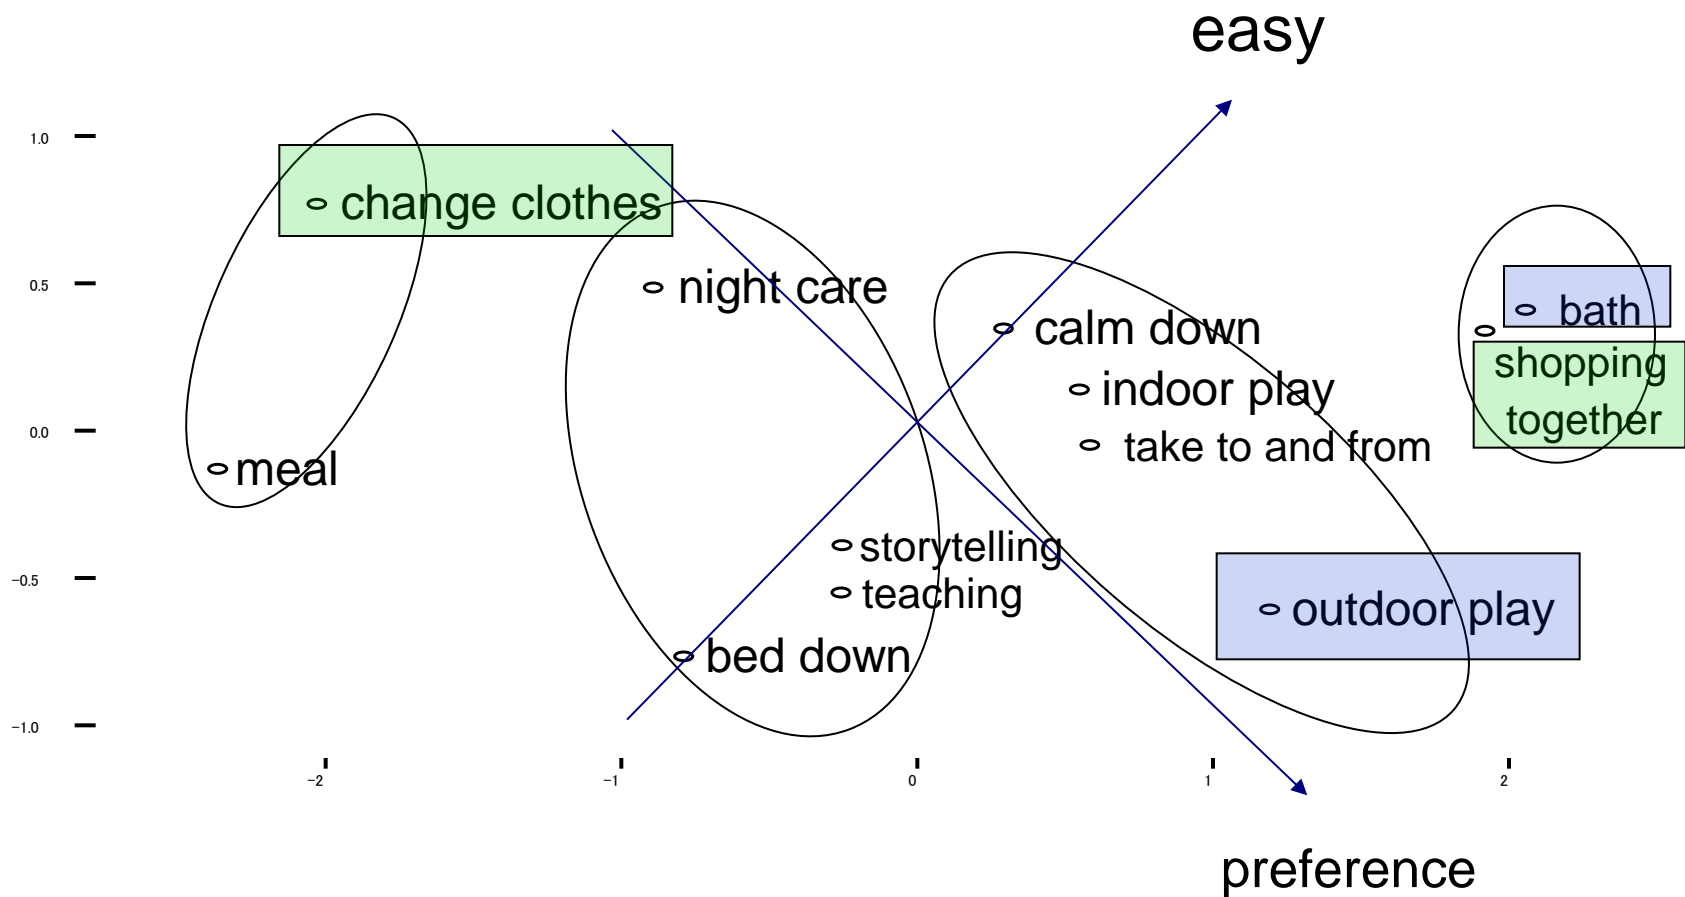 easy
1.0
change clothes
0.5
night care
bath
calm down
shopping
indoor play
together
0.0
take to and from
meal
storytelling
-0.5
teaching
outdoor play
bed down
-1.0
-2
-1
0
1
2
preference